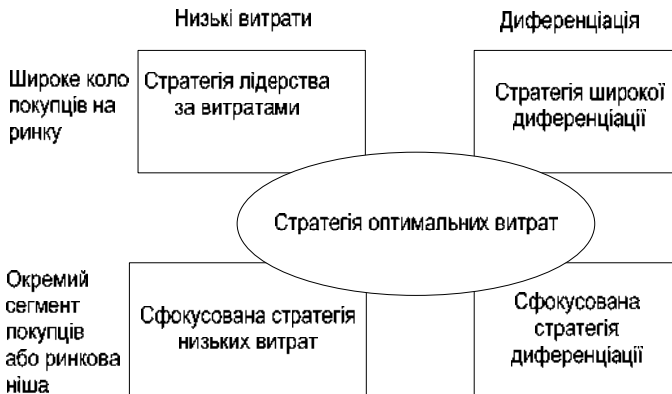 Низькі витрати
Диференціація
Широке коло
покупців на
ринку
Стратегія лідерства
за витратами
Стратегія широкої
диференціації
Стратегія оптимальних витрат
Окремий
сегмент
покупців
або ринкова
ніша
Сфокусована стратегія
низьких витрат
Сфокусована
стратегія
диференціації